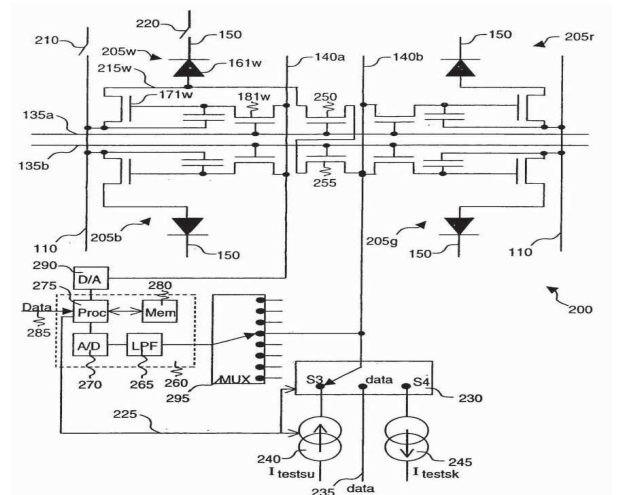 220
210
150
140a
140b
150
205w
161w
205r
215w
171w
181w
250
135a
135b
255
110
205b
150
205g
150
110
290
D/A
280
275
200
Data
Proc
Mem
285
A/D
LPF
270
265
260
295
MUX
S3
data
S4
230
225
240
245
I testsu
I testsk
235
data